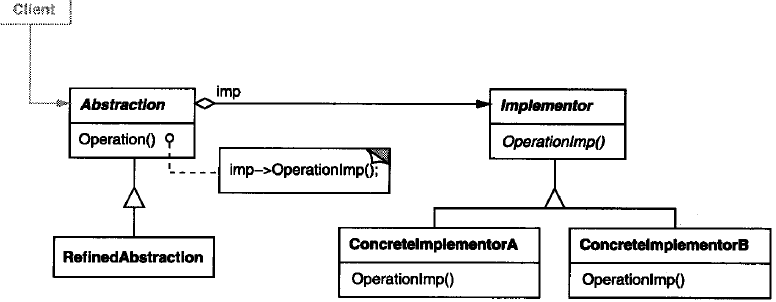 Client
imp
Abstraction
Implementor
Operation()
OperationImp()
imp->OperationImp();
RefinedAbstraction
ConcreteImplementorA
ConcreteImplementorB
OperationImp()
OperationImp()